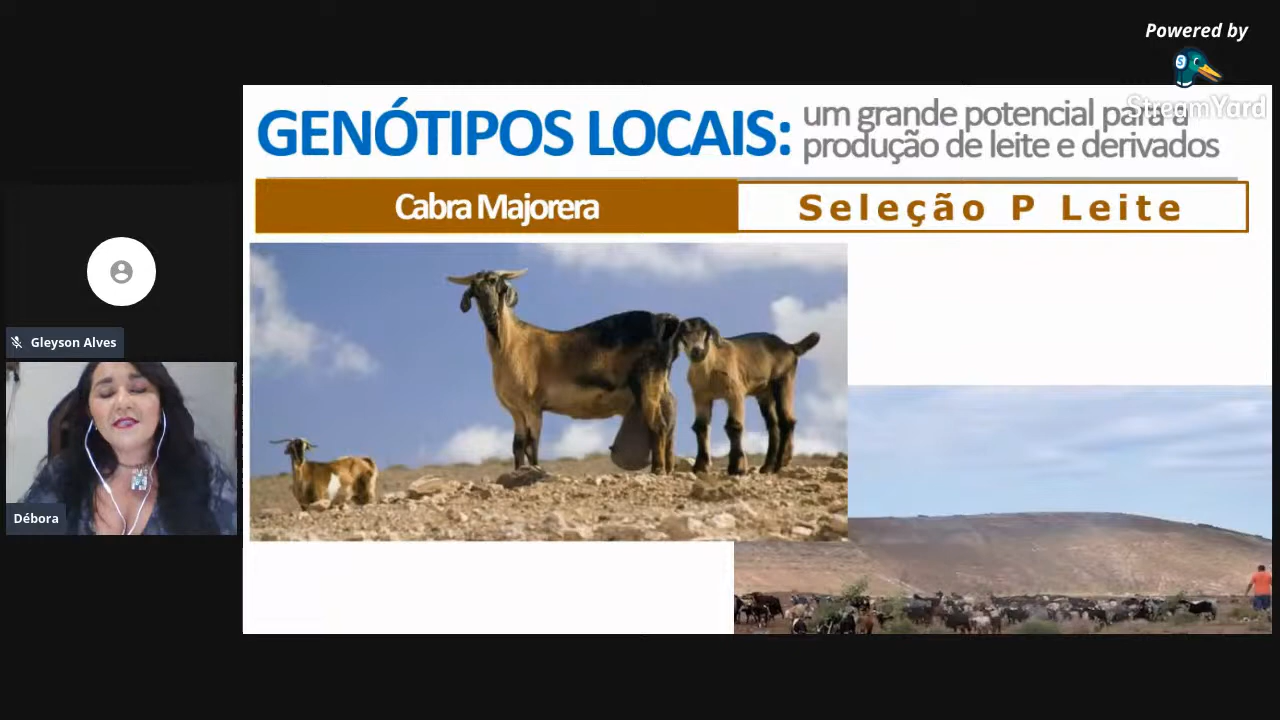 Powered by
StreamYard
GENÓTIPOS LOCAIS:
um grande potencial para a
produção de leite e derivados
Cabra Majorera
Seleção P Leite
Gleyson Alves
Débora